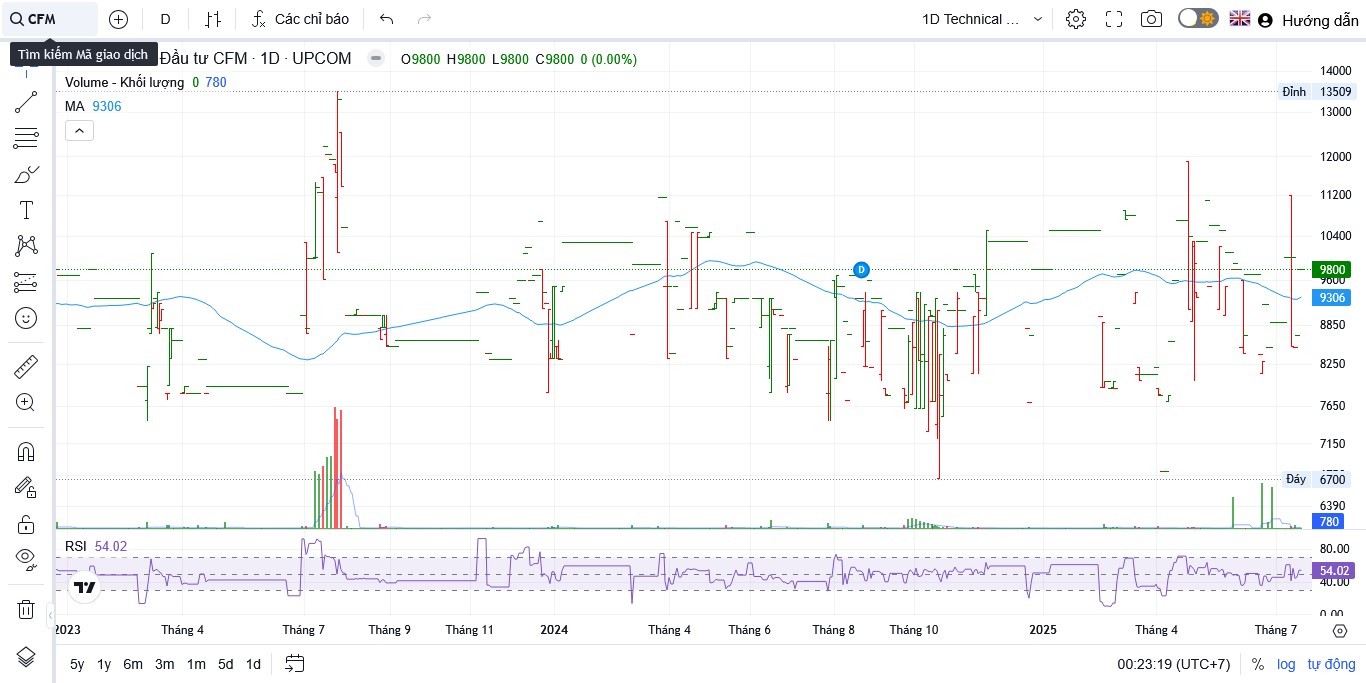 CFM
D
Các chỉ báo
1D Technical ...
Hướng dẫn
Tìm kiếm Mã giao dịch
Đầu tư CFM · 1D · UPCOM
O9800 H9800 L9800 C9800 0 (0.00%)
Volume - Khối lượng 0 780
MA 9306
14000
Đỉnh 13509
13000
12000
11200
10400
D
9800
9600
9306
8850
8250
7650
7150
Đáy 6700
6390
780
RSI 54.02
80.00
54.02
40.00
0.00
2023 Tháng 4 Tháng 7 Tháng 9 Tháng 11 2024 Tháng 4 Tháng 6 Tháng 8 Tháng 10 2025 Tháng 4 Tháng 7
5y 1y 6m 3m 1m 5d 1d
00:23:19 (UTC+7) % log tự động